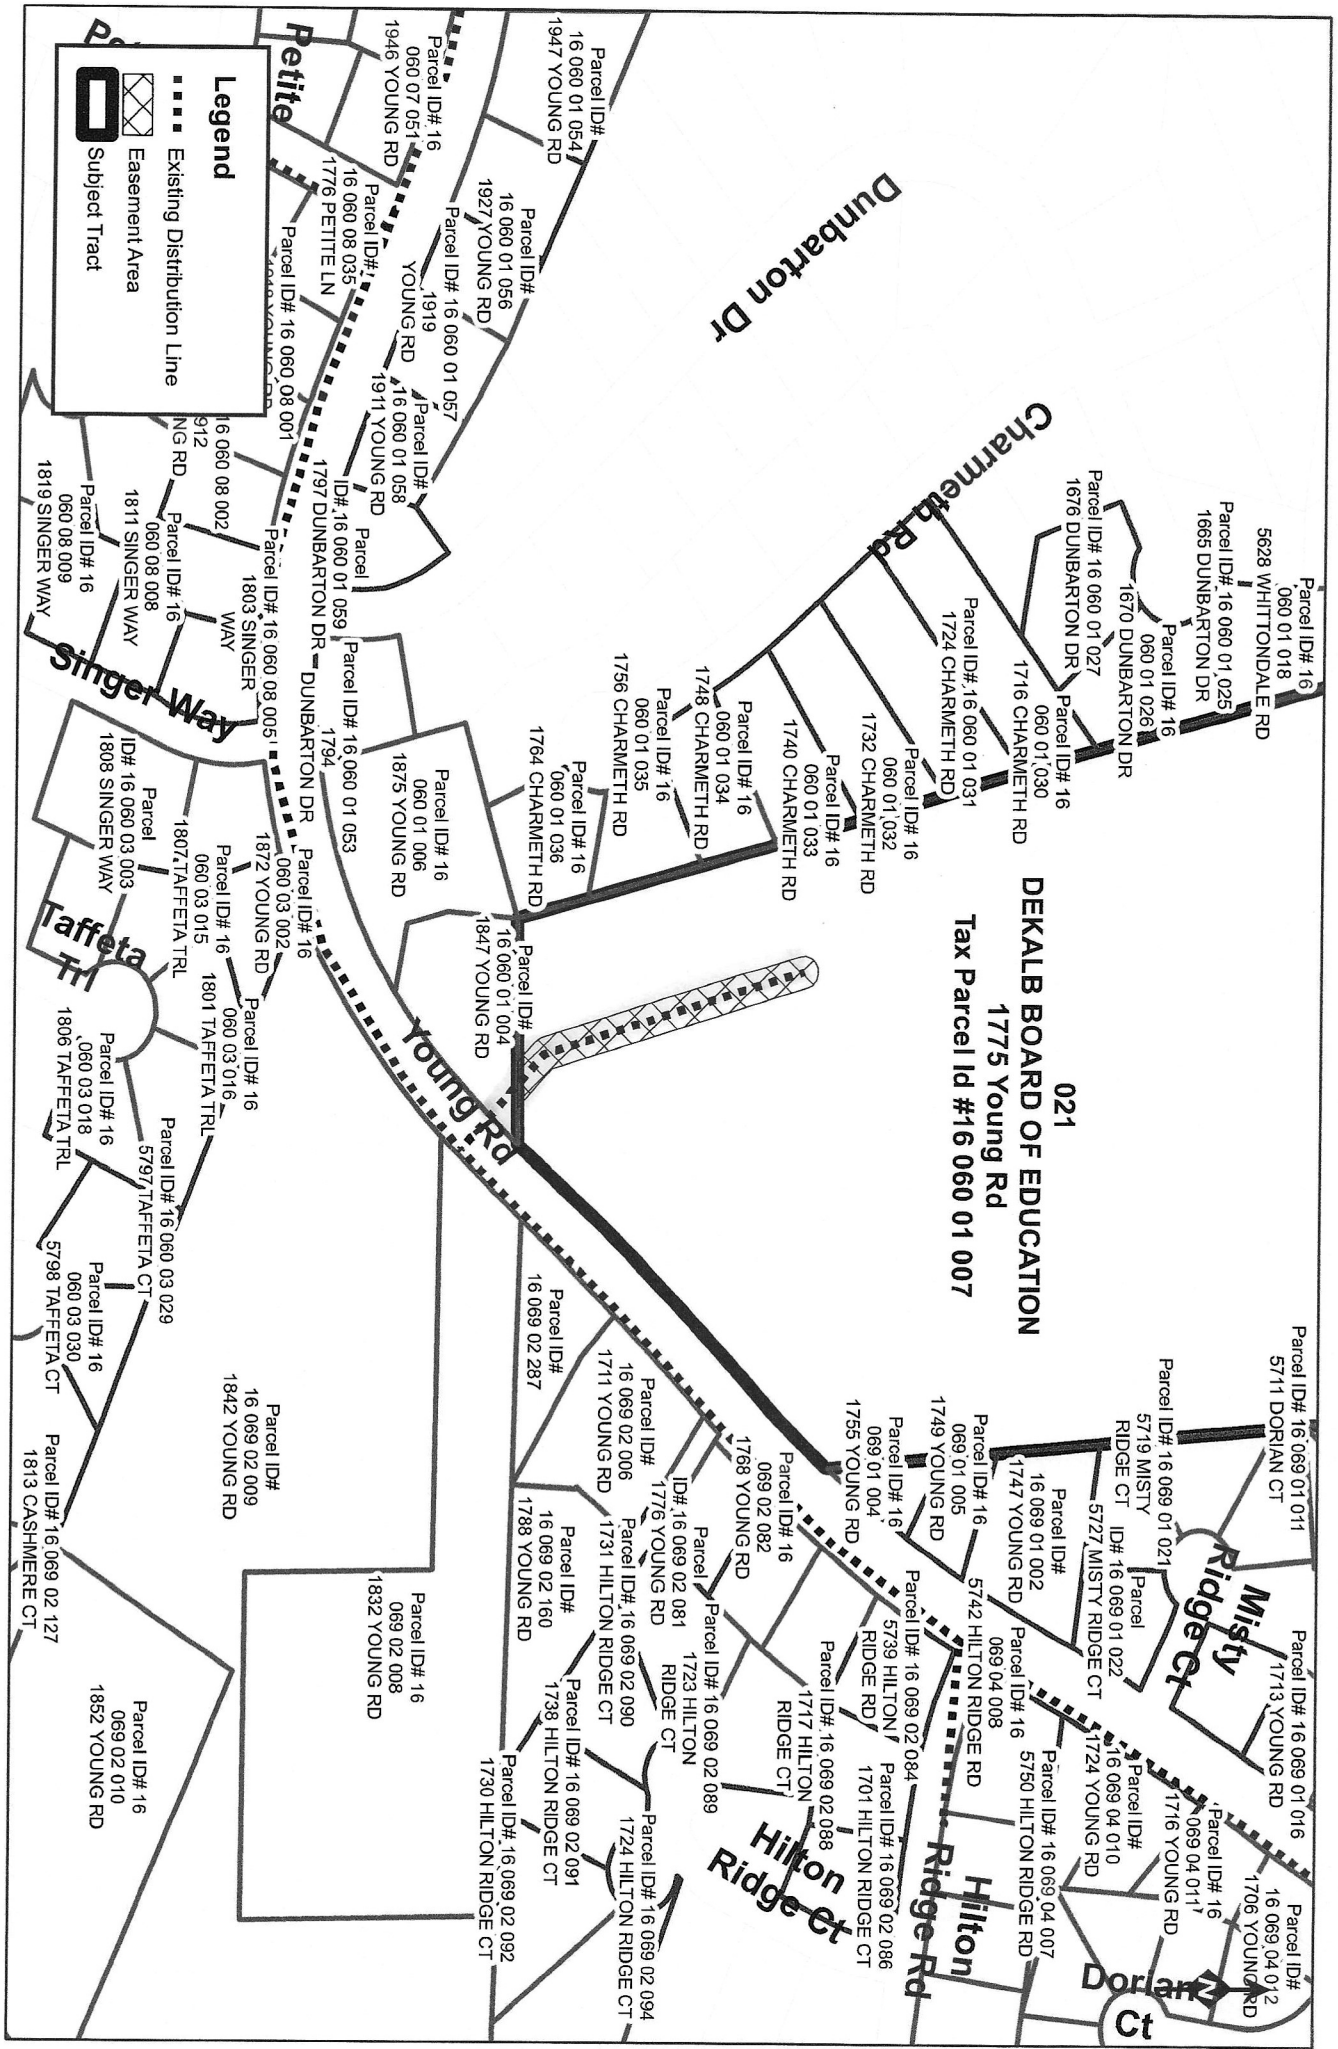 Parcel ID# 16
060 01 018
5628 WHITTONDALE RD
Parcel ID# 16 060 01 025
1665 DUNBARTON DR
Parcel ID# 16
060 01 026
1670 DUNBARTON DR
Parcel ID# 16 060 01 027
1676 DUNBARTON DR
Parcel ID# 16
060 01 030
1716 CHARMETH RD
Parcel ID# 16 060 01 031
1724 CHARMETH RD
Parcel ID# 16
060 01 032
1732 CHARMETH RD
Parcel ID# 16
060 01 033
1740 CHARMETH RD
Parcel ID# 16
060 01 034
1748 CHARMETH RD
Parcel ID# 16
060 01 035
1756 CHARMETH RD
Parcel ID# 16
060 01 036
1764 CHARMETH RD
Charmeth Rd
Dunbarton Dr
021
DEKALB BOARD OF EDUCATION
1775 Young Rd
Tax Parcel Id #16 060 01 007
Parcel ID# 16 069 01 011
5711 DORIAN CT
Parcel ID# 16 069 01 021
5719 MISTY
RIDGE CT
Parcel
ID# 16 069 01 022
5727 MISTY RIDGE CT
Misty
Ridge Ct
Parcel ID# 16 069 01 016
1713 YOUNG RD
Parcel ID#
16 069 01 002
1747 YOUNG RD
Parcel ID# 16
069 01 005
1749 YOUNG RD
Parcel ID# 16
069 01 004
1755 YOUNG RD
Parcel ID#
16 069 04 012
1706 YOUNG RD
Parcel ID# 16
069 04 011
1716 YOUNG RD
Parcel ID#
16 069 04 010
1724 YOUNG RD
Parcel ID# 16 069 04 007
5750 HILTON RIDGE RD
Parcel ID# 16
069 04 008
5742 HILTON RIDGE RD
N
Dorian
Ct
Hilton
Ridge Rd
Parcel ID# 16 069 02 084
5739 HILTON
RIDGE RD
Parcel ID# 16 069 02 086
1701 HILTON RIDGE CT
Parcel ID# 16 069 02 088
1717 HILTON
RIDGE CT
Hilton
Ridge Ct
Parcel ID# 16
069 02 082
1768 YOUNG RD
Parcel
ID# 16 069 02 081
1776 YOUNG RD
Parcel ID# 16 069 02 089
1723 HILTON
RIDGE CT
Parcel ID#
16 069 02 006
1711 YOUNG RD
Parcel ID# 16 069 02 090
1731 HILTON RIDGE CT
Parcel ID# 16 069 02 094
1724 HILTON RIDGE CT
Parcel ID# 16 069 02 091
1738 HILTON RIDGE CT
Parcel ID# 16 069 02 092
1730 HILTON RIDGE CT
Parcel ID#
16 069 02 287
Parcel ID#
16 069 02 160
1788 YOUNG RD
Parcel ID#
16 060 01 054
1947 YOUNG RD
Parcel ID#
16 060 01 056
1927 YOUNG RD
Parcel ID# 16 060 01 057
1919
YOUNG RD
Parcel ID#
16 060 01 058
1911 YOUNG RD
Parcel
ID# 16 060 01 059
1797 DUNBARTON DR
Parcel ID# 16 060 01 053
1794
DUNBARTON DR
Parcel ID# 16
060 01 006
1875 YOUNG RD
Parcel ID#
16 060 01 004
1847 YOUNG RD
Young Rd
Parcel ID# 16
060 07 051
1946 YOUNG RD
Petite
Parcel ID#
16 060 08 035
1776 PETITE LN
Parcel ID# 16 060 08 001
16 060 08 002
912
NG RD
Parcel ID# 16 060 08 005
1803 SINGER
WAY
Parcel ID# 16
060 08 008
1811 SINGER WAY
Parcel ID# 16
060 08 009
1819 SINGER WAY
Singer Way
Parcel
ID# 16 060 03 003
1808 SINGER WAY
Parcel ID# 16
060 03 002
1872 YOUNG RD
Parcel ID# 16
060 03 015
1807 TAFFETA TRL
Parcel ID# 16
060 03 016
1801 TAFFETA TRL
Taffeta
Trl
Parcel ID# 16
060 03 018
1806 TAFFETA TRL
Parcel ID# 16 060 03 029
5797 TAFFETA CT
Parcel ID# 16
060 03 030
5798 TAFFETA CT
Parcel ID#
16 069 02 009
1842 YOUNG RD
Parcel ID# 16
069 02 008
1832 YOUNG RD
Parcel ID# 16 069 02 127
1813 CASHMERE CT
Parcel ID# 16
069 02 010
1852 YOUNG RD
Legend
Existing Distribution Line
Easement Area
Subject Tract